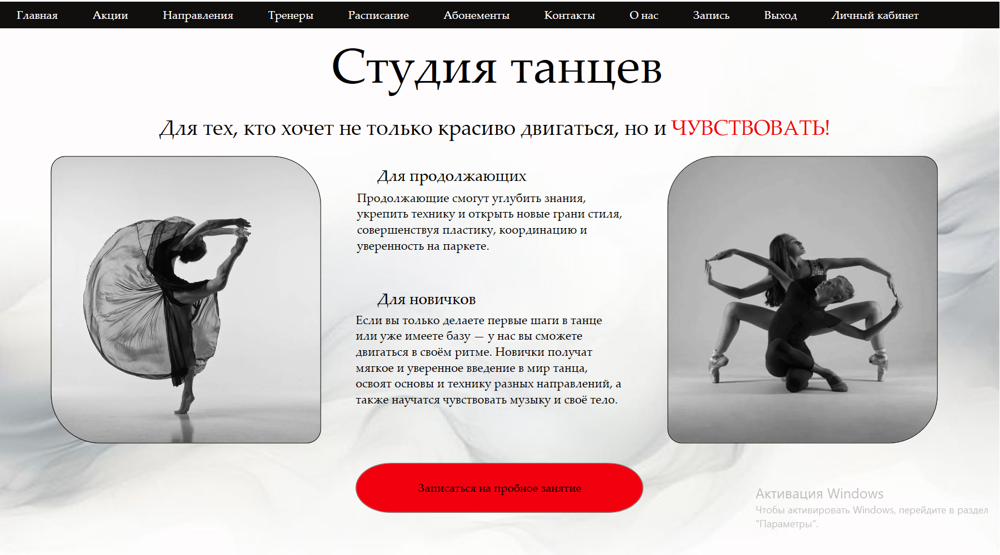 Главная Акции Направления Тренеры Расписание Абонементы Контакты О нас Запись Выход Личный кабинет
Студия танцев
Для тех, кто хочет не только красиво двигаться, но и ЧУВСТВОВАТЬ!
Для продолжающих
Продолжающие смогут углубить знания,
укрепить технику и открыть новые грани стиля,
совершенствуя пластику, координацию и
уверенность на паркете.
Для новичков
Если вы только делаете первые шаги в танце
или уже имеете базу — у нас вы сможете
двигаться в своём ритме. Новички получат
мягкое и уверенное введение в мир танца,
освоят основы и технику разных направлений, а
также научатся чувствовать музыку и своё тело.
Записаться на пробное занятие
Активация Windows
Чтобы активировать Windows, перейдите в раздел
"Параметры".